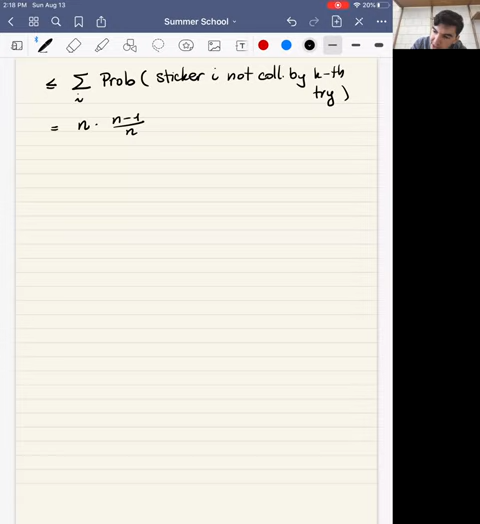 2:18 PM Sun Aug 13
20%
Summer School
≤ ∑ Prob ( sticker i not coll. by k-th
i try )
= n · n-1
n